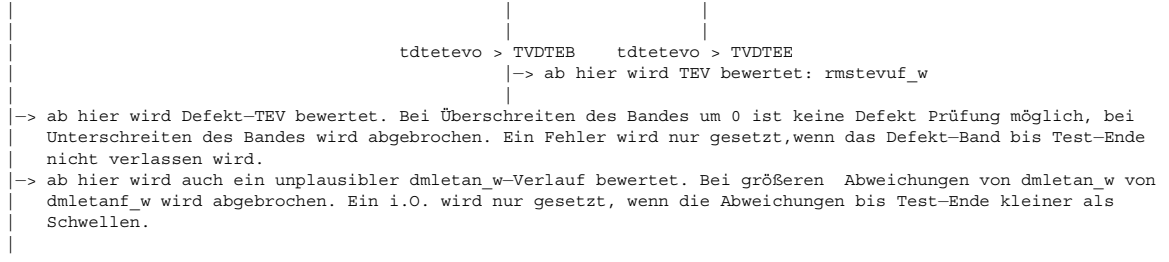 tdtetevo > TVDTEB tdtetevo > TVDTEE
|—> ab hier wird TEV bewertet: rmstevuf_w
|—> ab hier wird Defekt—TEV bewertet. Bei Überschreiten des Bandes um 0 ist keine Defekt Prüfung möglich, bei
Unterschreiten des Bandes wird abgebrochen. Ein Fehler wird nur gesetzt,wenn das Defekt—Band bis Test—Ende
nicht verlassen wird.
|—> ab hier wird auch ein unplausibler dmletan_w—Verlauf bewertet. Bei größeren Abweichungen von dmletan_w von
dmletanf_w wird abgebrochen. Ein i.O. wird nur gesetzt, wenn die Abweichungen bis Test—Ende kleiner als
Schwellen.